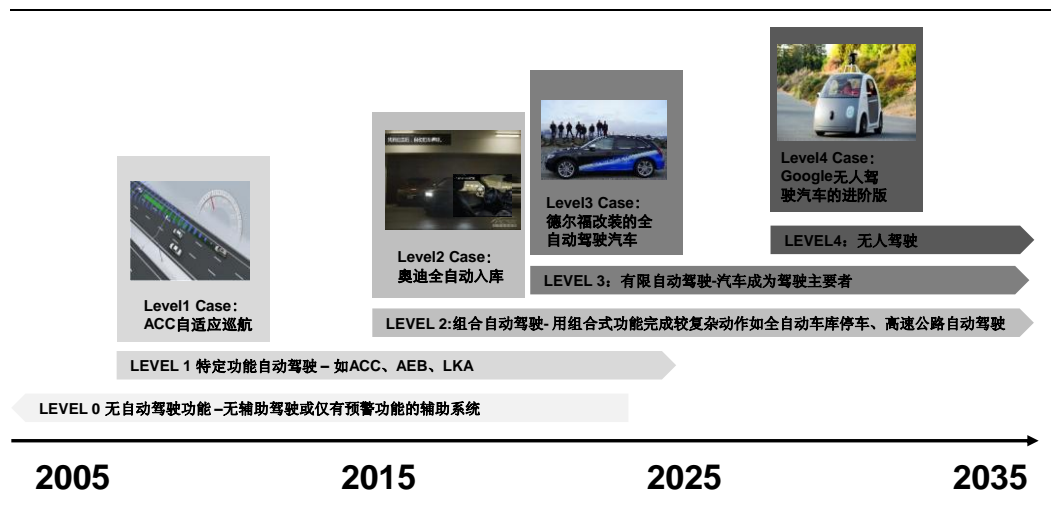 Level4 Case:
Google无人驾
驶汽车的进阶版
Level3 Case:
德尔福改装的全
自动驾驶汽车
Level2 Case:
奥迪全自动入库
Level1 Case:
ACC自适应巡航
LEVEL4：无人驾驶
LEVEL 3：有限自动驾驶-汽车成为驾驶主要者
LEVEL 2:组合自动驾驶- 用组合式功能完成较复杂动作如全自动车库停车、高速公路自动驾驶
LEVEL 1 特定功能自动驾驶 – 如ACC、AEB、LKA
LEVEL 0 无自动驾驶功能 –无辅助驾驶或仅有预警功能的辅助系统
2005 2015 2025 2035